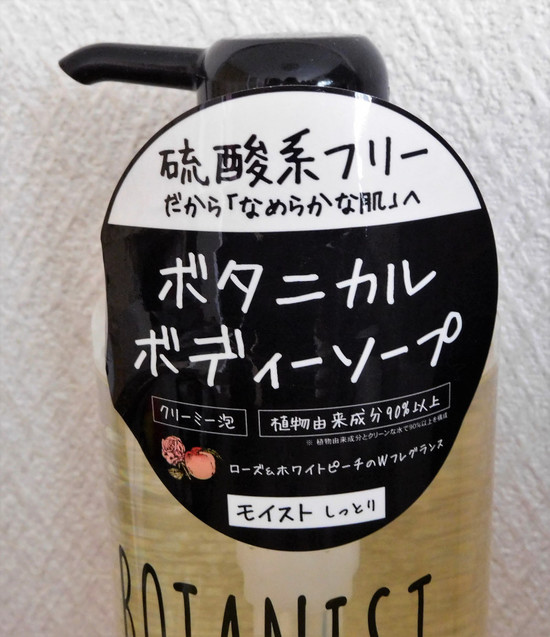 硫酸系フリー
だから「なめらかな肌」へ
ボタニカル
ボディーソープ
クリーミー泡
植物由来成分90%以上
※ 植物由来成分とクリーンな水で90%以上を構成
ローズ&ホワイトピーチのWフレグランス
モイスト しっとり
BOTANIST